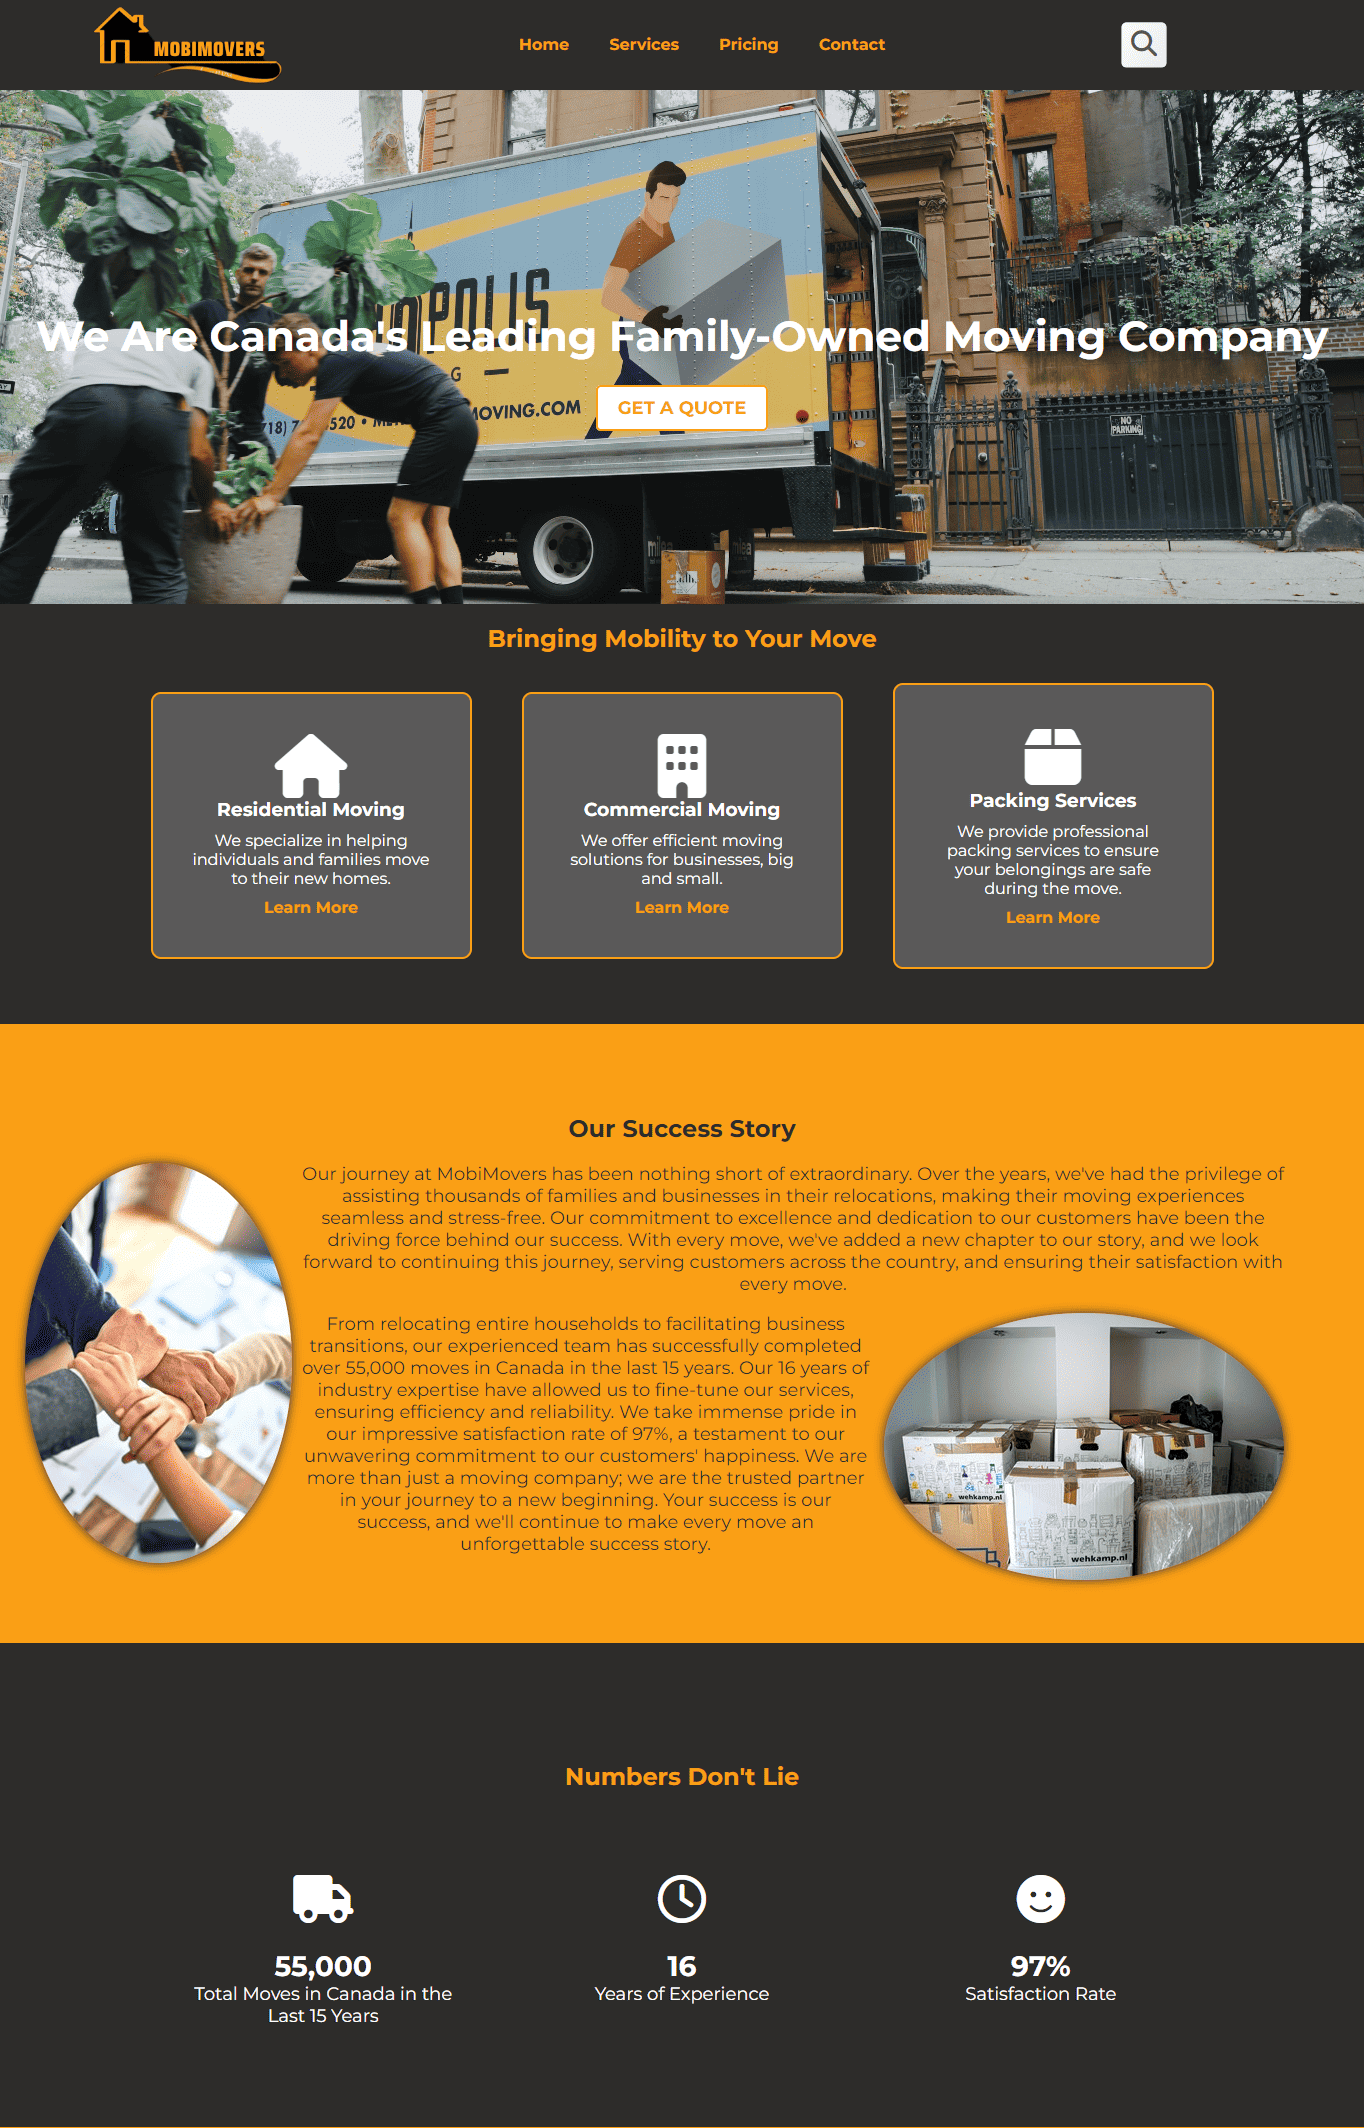 MOBIMOVERS
Home
Services
Pricing
Contact
OPOLIS
G
We Are Canada's Leading Family-Owned Moving Company
MOVING.COM
GET A QUOTE
NO
PARKING
Bringing Mobility to Your Move
Residential Moving
We specialize in helping
individuals and families move
to their new homes.
Learn More
Commercial Moving
We offer efficient moving
solutions for businesses, big
and small.
Learn More
Packing Services
We provide professional
packing services to ensure
your belongings are safe
during the move.
Learn More
Our Success Story
Our journey at MobiMovers has been nothing short of extraordinary. Over the years, we've had the privilege of
assisting thousands of families and businesses in their relocations, making their moving experiences
seamless and stress-free. Our commitment to excellence and dedication to our customers have been the
driving force behind our success. With every move, we've added a new chapter to our story, and we look
forward to continuing this journey, serving customers across the country, and ensuring their satisfaction with
every move.
From relocating entire households to facilitating business
transitions, our experienced team has successfully completed
over 55,000 moves in Canada in the last 15 years. Our 16 years of
industry expertise have allowed us to fine-tune our services,
ensuring efficiency and reliability. We take immense pride in
our impressive satisfaction rate of 97%, a testament to our
unwavering commitment to our customers' happiness. We are
more than just a moving company; we are the trusted partner
in your journey to a new beginning. Your success is our
success, and we'll continue to make every move an
unforgettable success story.
wehkamp.nl
wehkamp.nl
Numbers Don't Lie
55,000
Total Moves in Canada in the
Last 15 Years
16
Years of Experience
97%
Satisfaction Rate